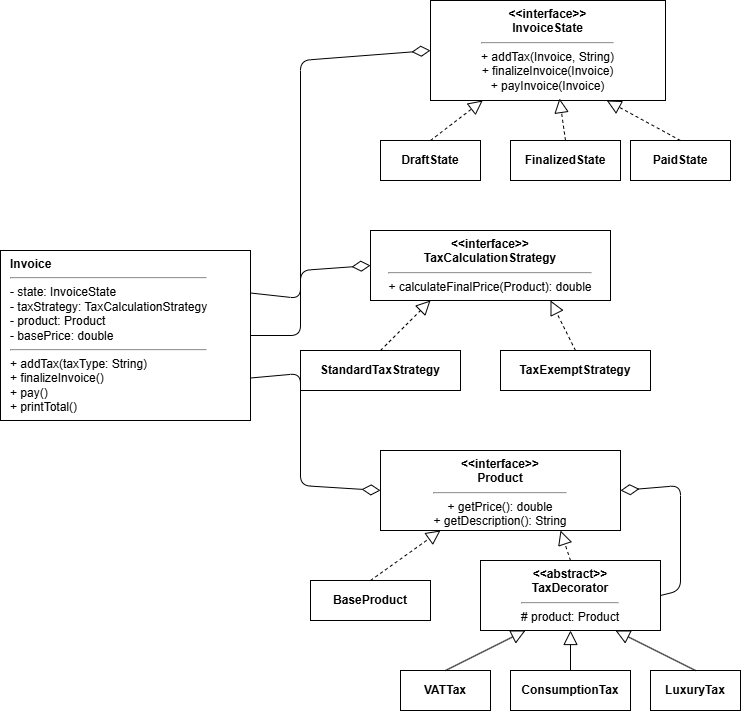 <<interface>>
InvoiceState
+ addTax(Invoice, String)
+ finalizeInvoice(Invoice)
+ payInvoice(Invoice)
DraftState
FinalizedState
PaidState
<<interface>>
TaxCalculationStrategy
+ calculateFinalPrice(Product): double
Invoice
- state: InvoiceState
- taxStrategy: TaxCalculationStrategy
- product: Product
- basePrice: double
+ addTax(taxType: String)
+ finalizeInvoice()
+ pay()
+ printTotal()
StandardTaxStrategy
TaxExemptStrategy
<<interface>>
Product
+ getPrice(): double
+ getDescription(): String
BaseProduct
<<abstract>>
TaxDecorator
# product: Product
VATTax
ConsumptionTax
LuxuryTax